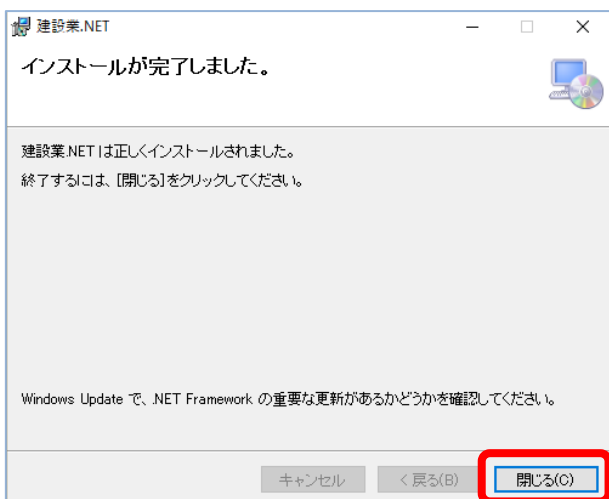 建設業.NET
インストールが完了しました。
建設業.NETは正しくインストールされました。
終了するには、[閉じる]をクリックしてください。
Windows Update で、.NET Framework の重要な更新があるかどうかを確認してください。
キャンセル
< 戻る(B)
閉じる(C)